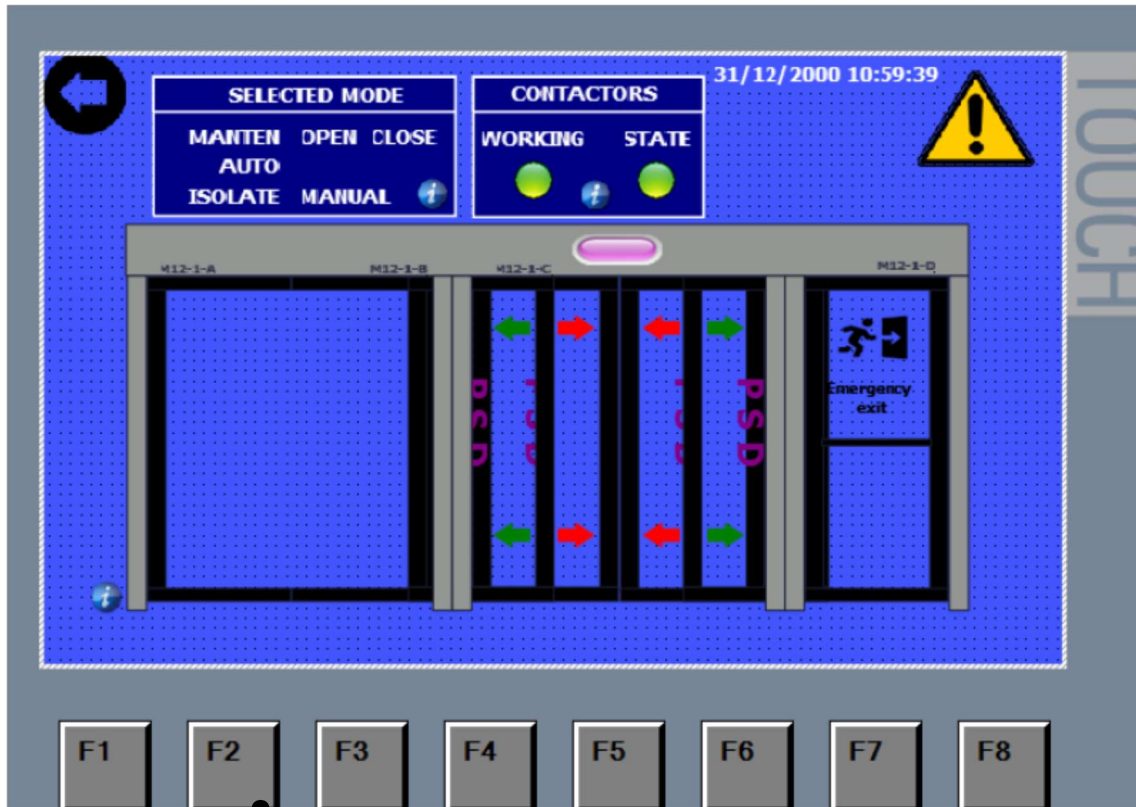 31/12/2000 10:59:39
SELECTED MODE
MANTEN OPEN CLOSE
AUTO
ISOLATE MANUAL
i
CONTACTORS
WORKING STATE
i
TOUCH
M12-1-A
M12-1-B
M12-1-C
M12-1-D
PSD
PSD
PSD
PSD
Emergency
exit
i
F1 F2 F3 F4 F5 F6 F7 F8